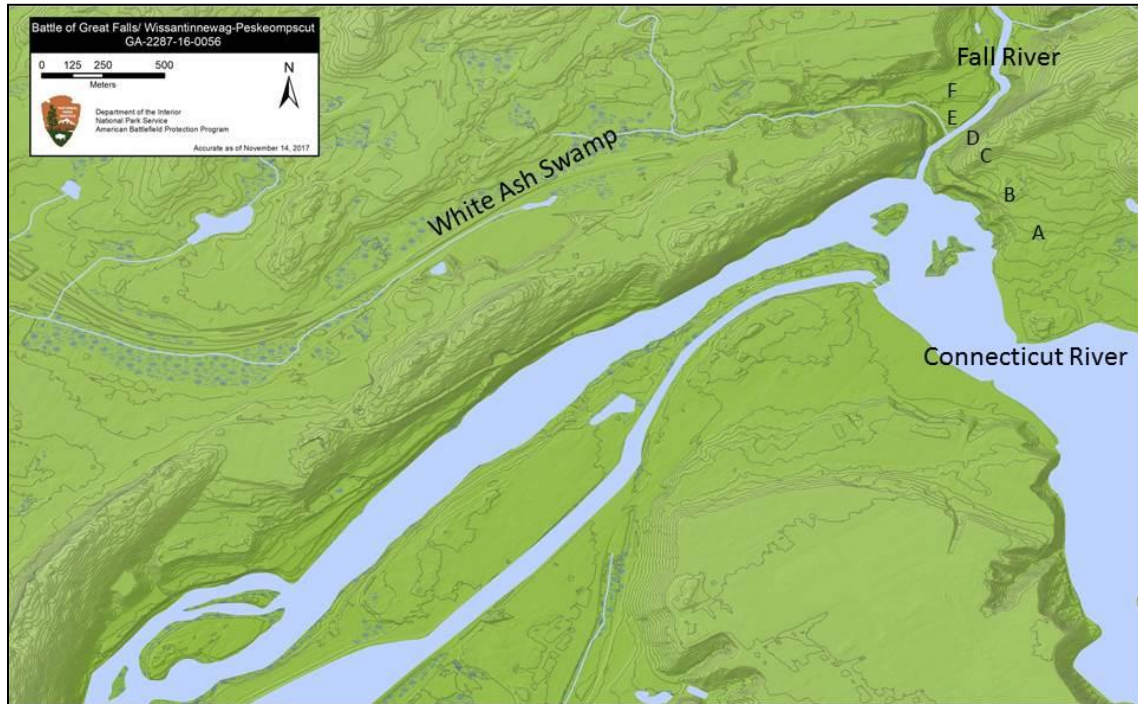 Battle of Great Falls/ Wissantinnewag-Peskeompscut
GA-2287-16-0056
0 125 250 500
Meters
N
Department of the Interior
National Park Service
American Battlefield Protection Program
Accurate as of November 14, 2017
Fall River
F
E
D
C
B
A
White Ash Swamp
Connecticut River